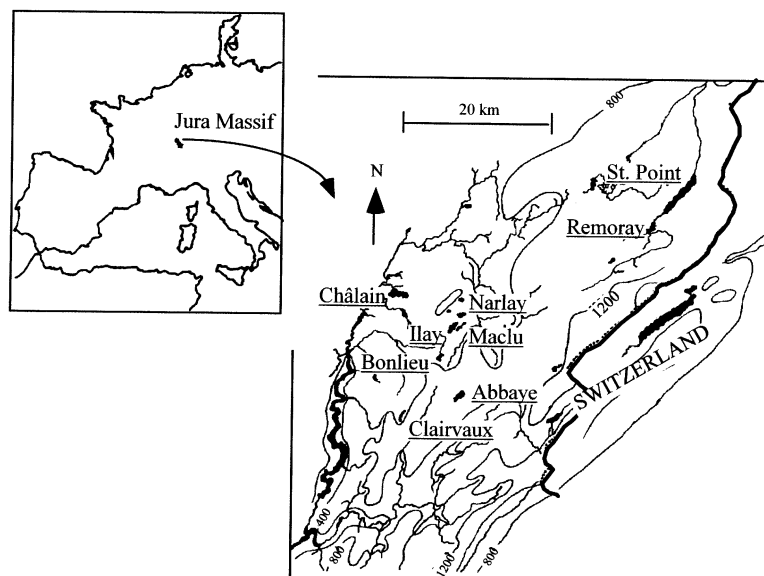 Jura Massif
20 km
800
N
St. Point
Remoray
1200
Châlain
Narlay
Ilay
Maclu
Bonlieu
SWITZERLAND
Abbaye
Clairvaux
400
800
1200
800